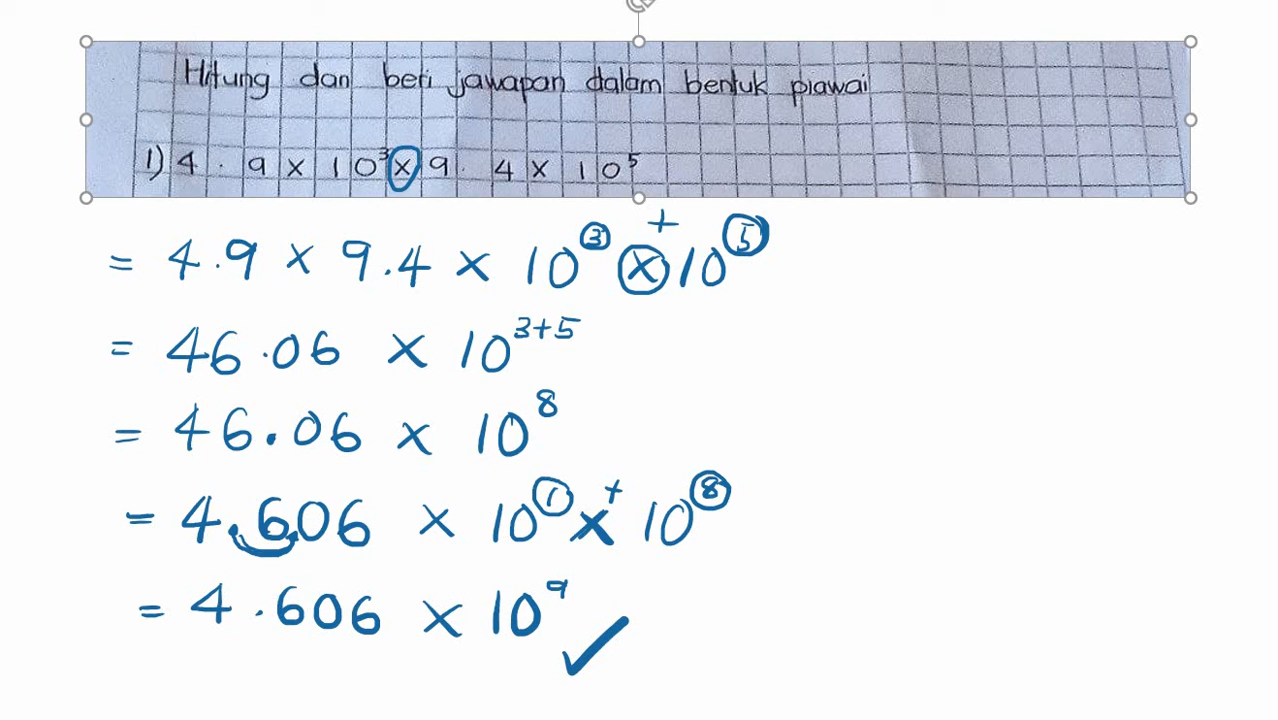 Hitung dan beri jawapan dalam bentuk piawai
1) 4.9 x 10³ x 9.4 x 10⁵
= 4.9 x 9.4 x 10³ x + 10⁵
= 46.06 x 10³⁺⁵
= 46.06 x 10⁸
= 4.606 x 10¹ x + 10⁸
= 4.606 x 10⁹ ✓